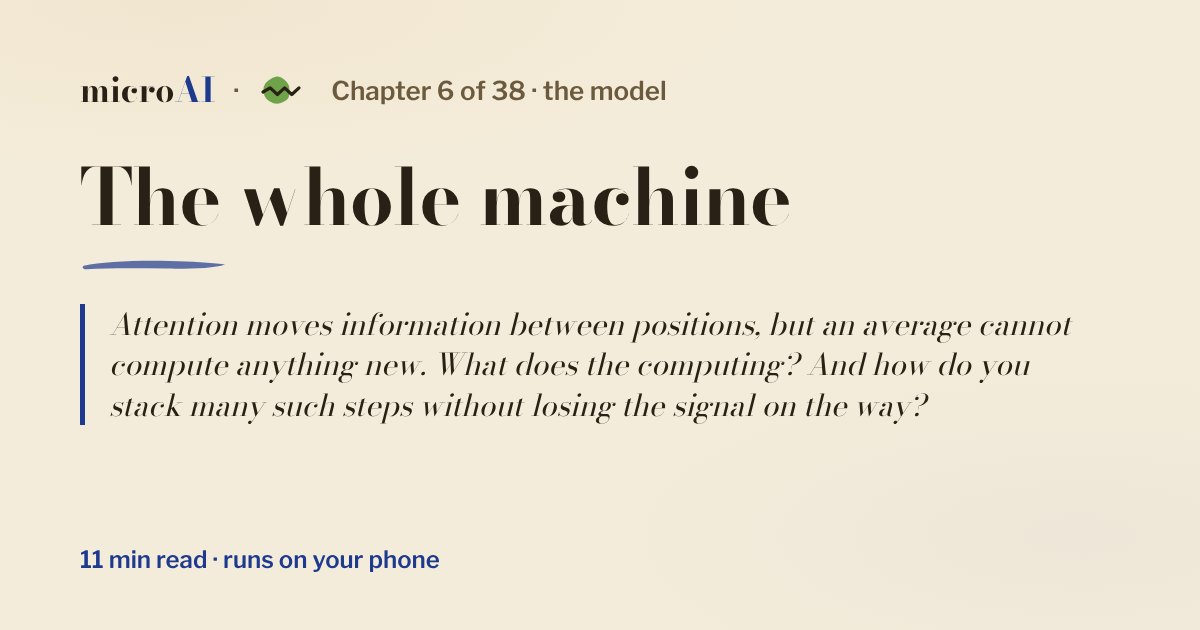 microAI · Chapter 6 of 38 · the model
The whole machine
Attention moves information between positions, but an average cannot
compute anything new. What does the computing? And how do you
stack many such steps without losing the signal on the way?
11 min read · runs on your phone